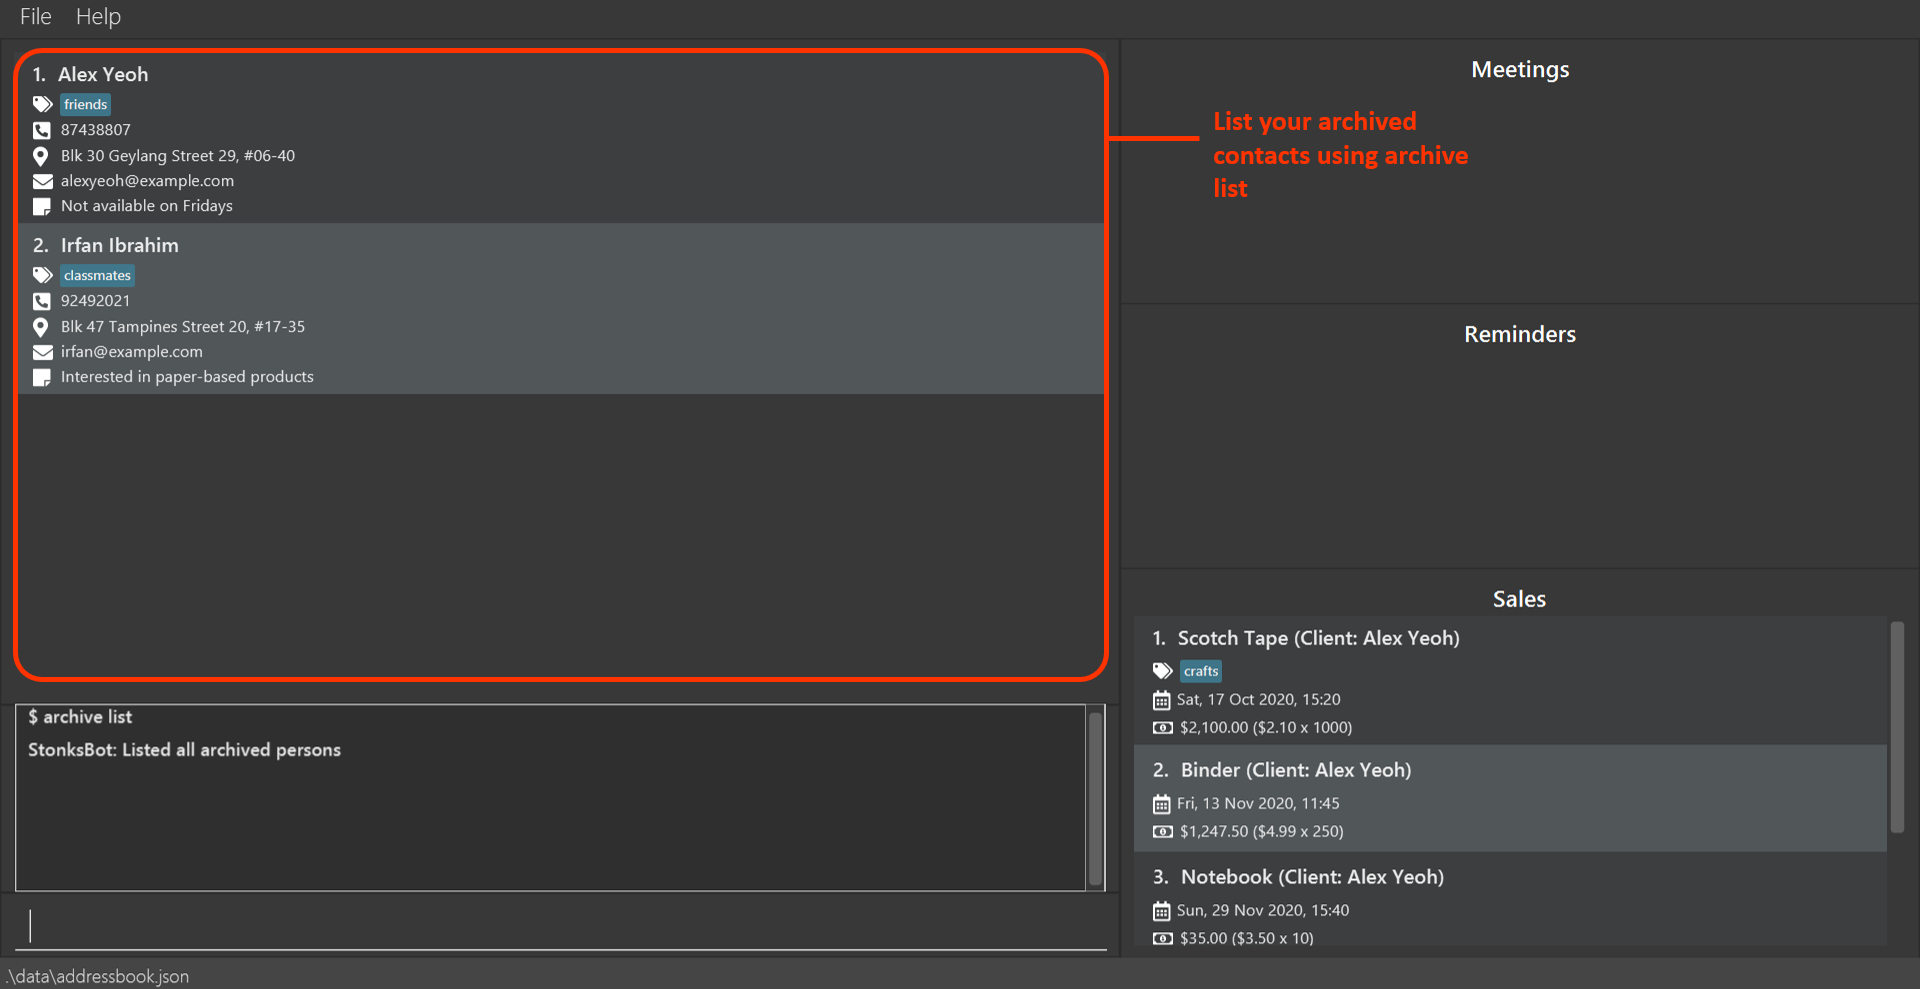 File Help
1. Alex Yeoh
friends
87438807
Blk 30 Geylang Street 29, #06-40
alexyeoh@example.com
Not available on Fridays
2. Irfan Ibrahim
classmates
92492021
Blk 47 Tampines Street 20, #17-35
irfan@example.com
Interested in paper-based products
$ archive list
StonksBot: Listed all archived persons
Meetings
List your archived
contacts using archive
list
Reminders
Sales
1. Scotch Tape (Client: Alex Yeoh)
crafts
Sat, 17 Oct 2020, 15:20
$2,100.00 ($2.10 x 1000)
2. Binder (Client: Alex Yeoh)
Fri, 13 Nov 2020, 11:45
$1,247.50 ($4.99 x 250)
3. Notebook (Client: Alex Yeoh)
Sun, 29 Nov 2020, 15:40
$35.00 ($3.50 x 10)
.\data\addressbook.json